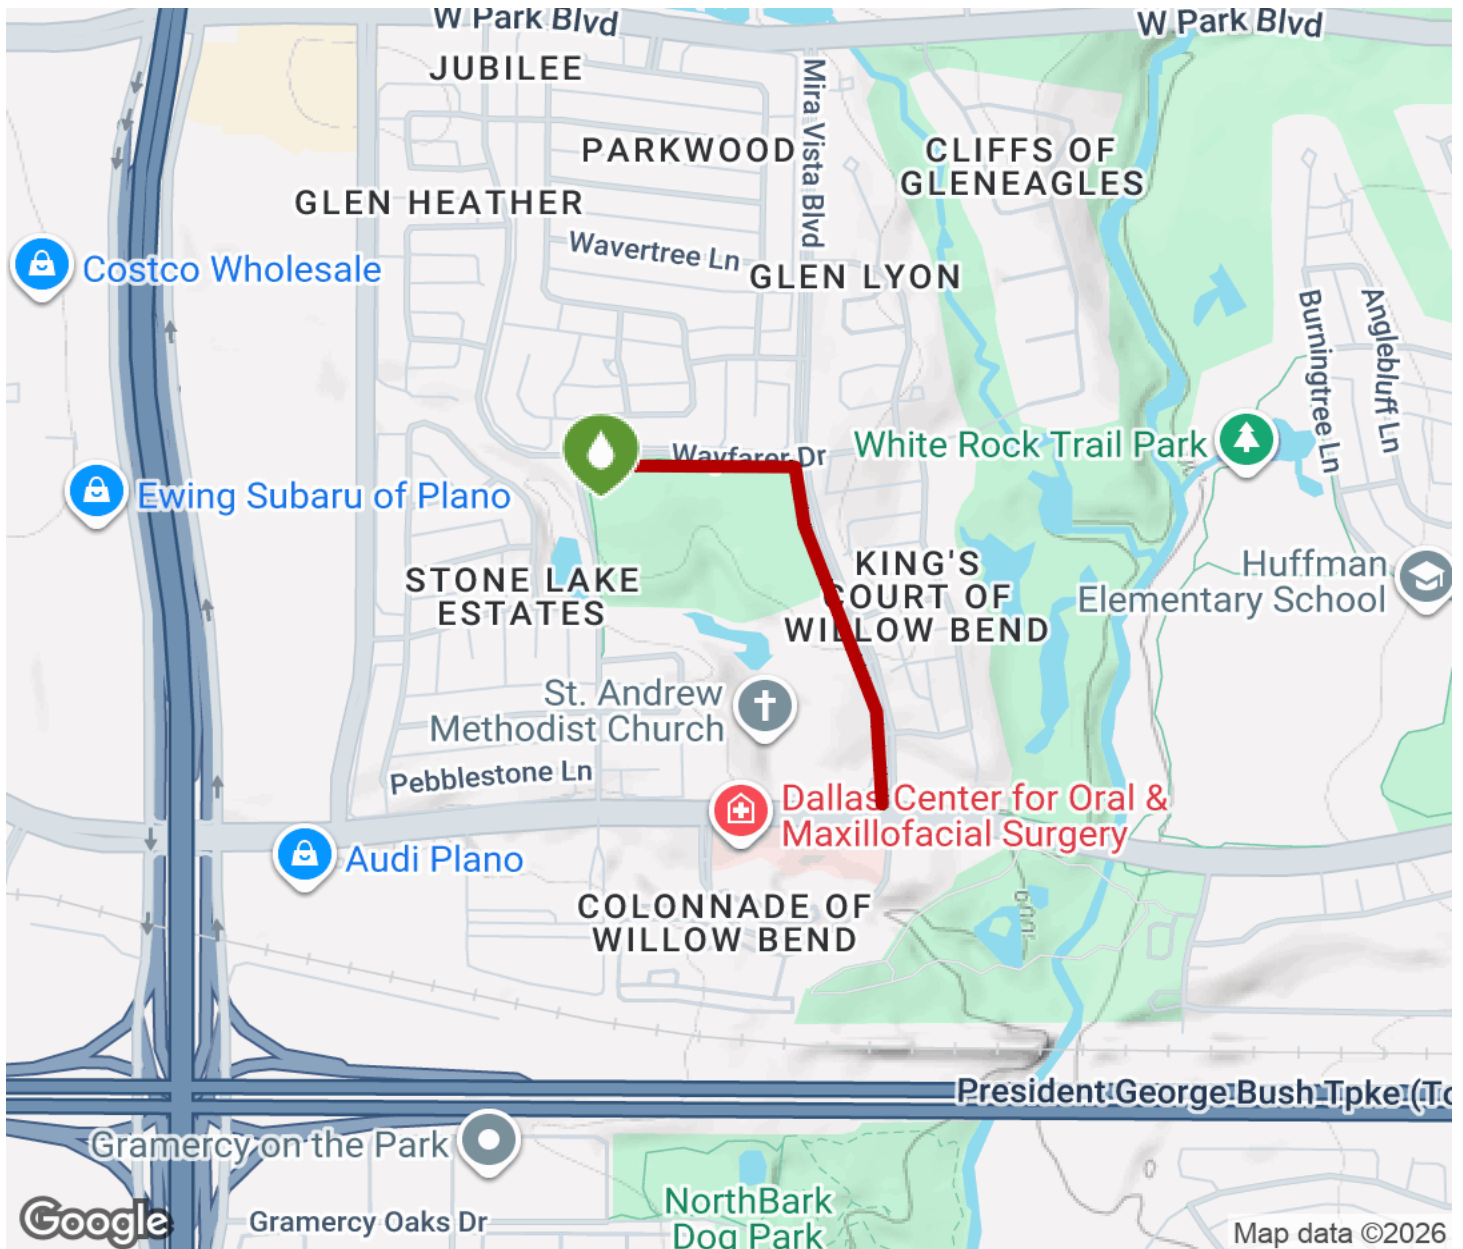 W Park Blvd
W Park Blvd
JUBILEE
Mira Vista Blvd
PARKWOOD
CLIFFS OF
GLENEAGLES
GLEN HEATHER
Wavertree Ln
GLEN LYON
Costco Wholesale
Burningtree Ln
Anglebluff Ln
Wayfarer Dr
White Rock Trail Park
Ewing Subaru of Plano
STONE LAKE
ESTATES
KING'S
COURT OF
WILLOW BEND
Huffman
Elementary School
St. Andrew
Methodist Church
Pebblestone Ln
Dallas Center for Oral &
Maxillofacial Surgery
Audi Plano
COLONNADE OF
WILLOW BEND
President George Bush Tpke (To
Gramercy on the Park
NorthBark
Dog Park
Gramercy Oaks Dr
Google
Map data ©2026